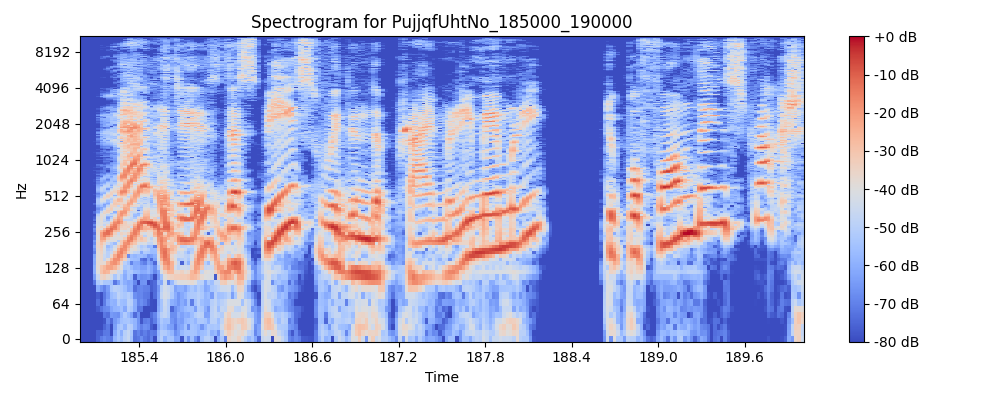 Spectrogram for PujjqfUhtNo_185000_190000
Hz
8192
4096
2048
1024
512
256
128
64
0
185.4 186.0 186.6 187.2 187.8 188.4 189.0 189.6
Time
+0 dB
-10 dB
-20 dB
-30 dB
-40 dB
-50 dB
-60 dB
-70 dB
-80 dB